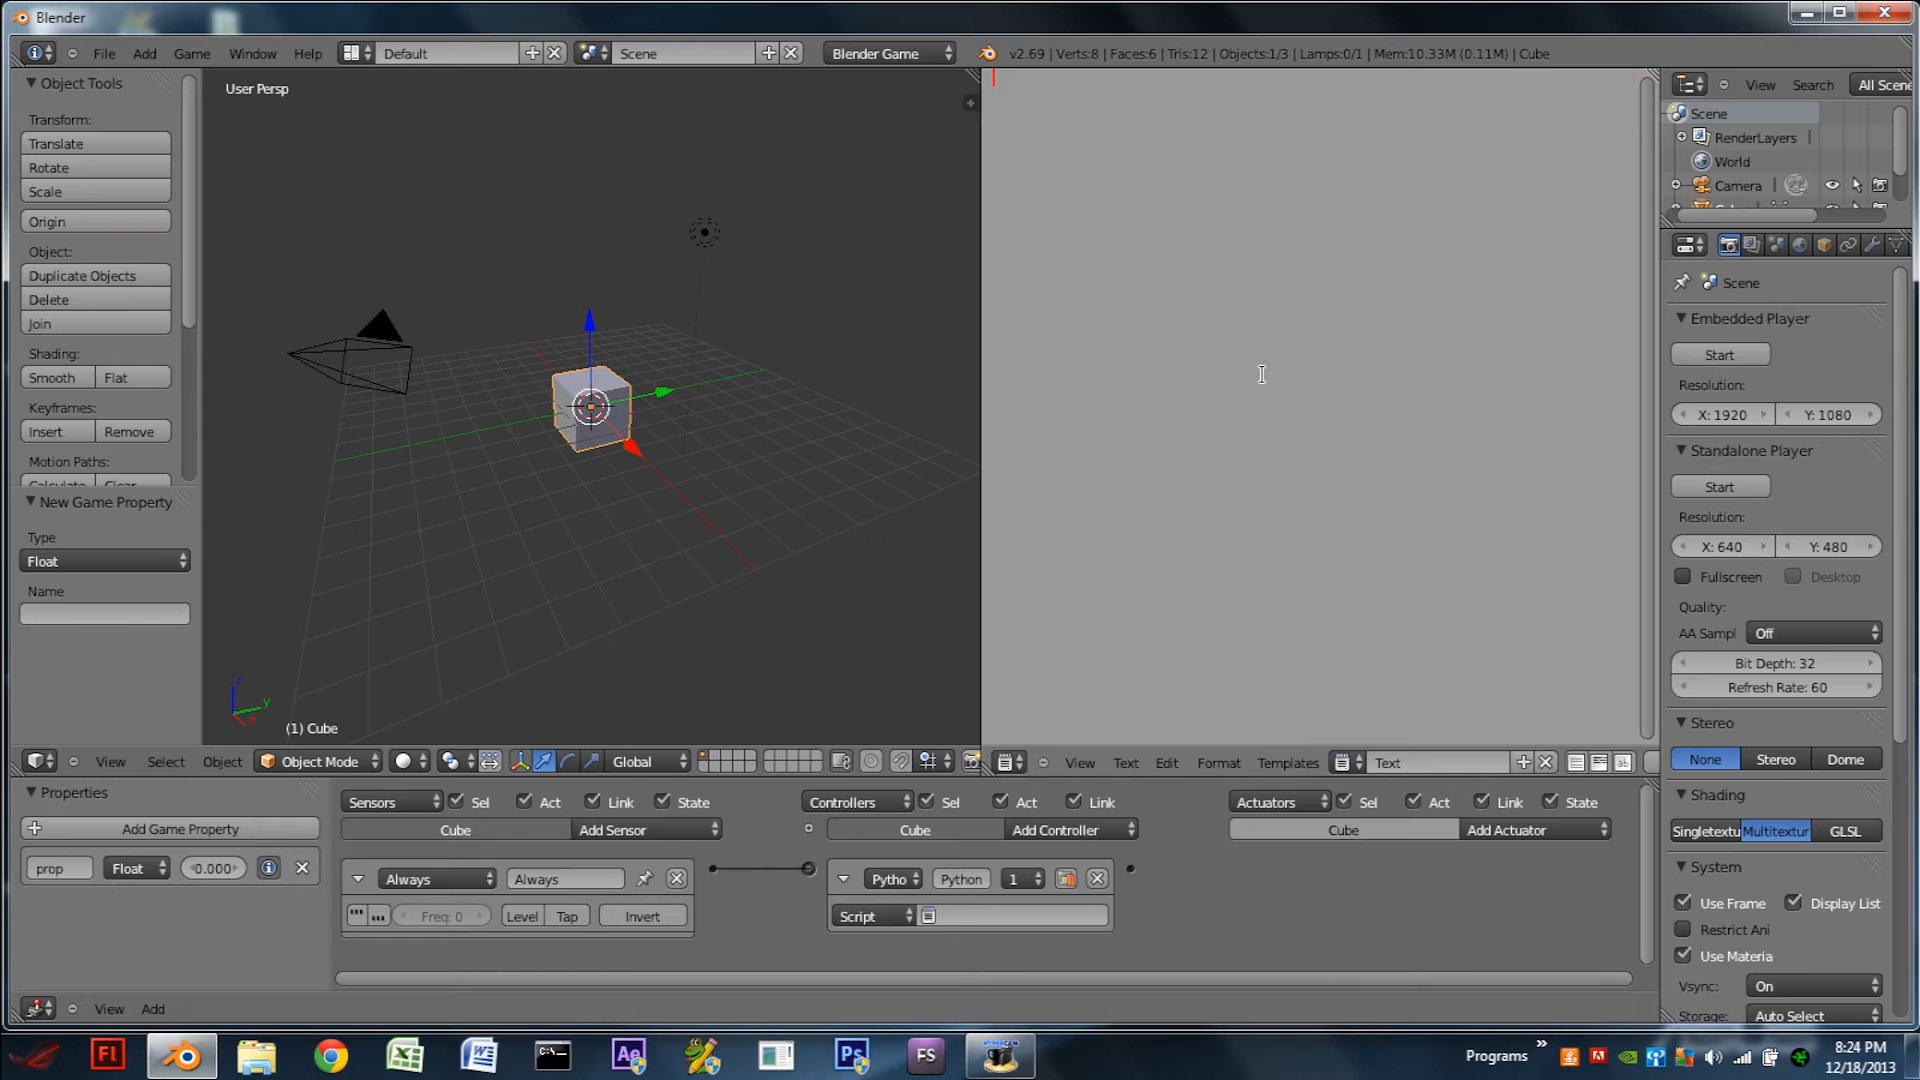 Blender
File Add Game Window Help Default Scene Blender Game v2.69 | Verts:8 | Faces:6 | Tris:12 | Objects:1/3 | Lamps:0/1 | Mem:10.33M (0.11M) | Cube
Object Tools
Transform:
Translate
Rotate
Scale
Origin
Object:
Duplicate Objects
Delete
Join
Shading:
Smooth Flat
Keyframes:
Insert Remove
Motion Paths:
Calculate Clear
New Game Property
Type
Float
Name
User Persp
z
y
x
(1) Cube
View Select Object Object Mode Global
View Text Edit Format Templates Text
View Search All Scene
Scene
RenderLayers
World
Camera
Scene
Embedded Player
Start
Resolution:
X: 1920 Y: 1080
Standalone Player
Start
Resolution:
X: 640 Y: 480
Fullscreen Desktop
Quality:
AA Sampl Off
Bit Depth: 32
Refresh Rate: 60
Stereo
None Stereo Dome
Shading
Singletextu Multitextur GLSL
System
Use Frame Display List
Restrict Ani
Use Materia
Vsync: On
Storage: Auto Select
Properties
Add Game Property
prop Float 0.000
Sensors Sel Act Link State
Cube Add Sensor
Always Always
Freq: 0 Level Tap Invert
Controllers Sel Act Link
Cube Add Controller
Pytho Python 1
Script
Actuators Sel Act Link State
Cube Add Actuator
View Add
Fl C:\ Ae Ps FS HYPERCAM Programs
8:24 PM
12/18/2013